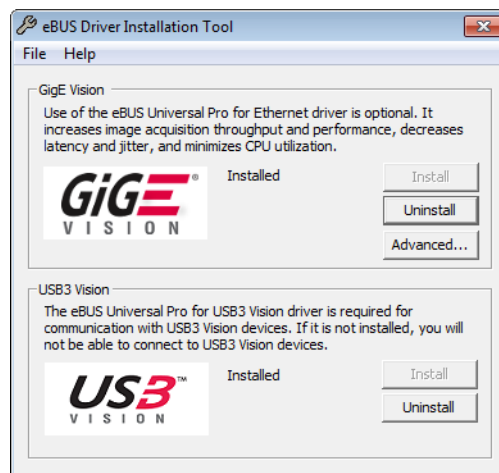 eBUS Driver Installation Tool
File Help
GigE Vision
Use of the eBUS Universal Pro for Ethernet driver is optional. It
increases image acquisition throughput and performance, decreases
latency and jitter, and minimizes CPU utilization.
GiGE®
VISION
Installed
Install
Uninstall
Advanced...
USB3 Vision
The eBUS Universal Pro for USB3 Vision driver is required for
communication with USB3 Vision devices. If it is not installed, you will
not be able to connect to USB3 Vision devices.
USB3™
VISION
Installed
Install
Uninstall